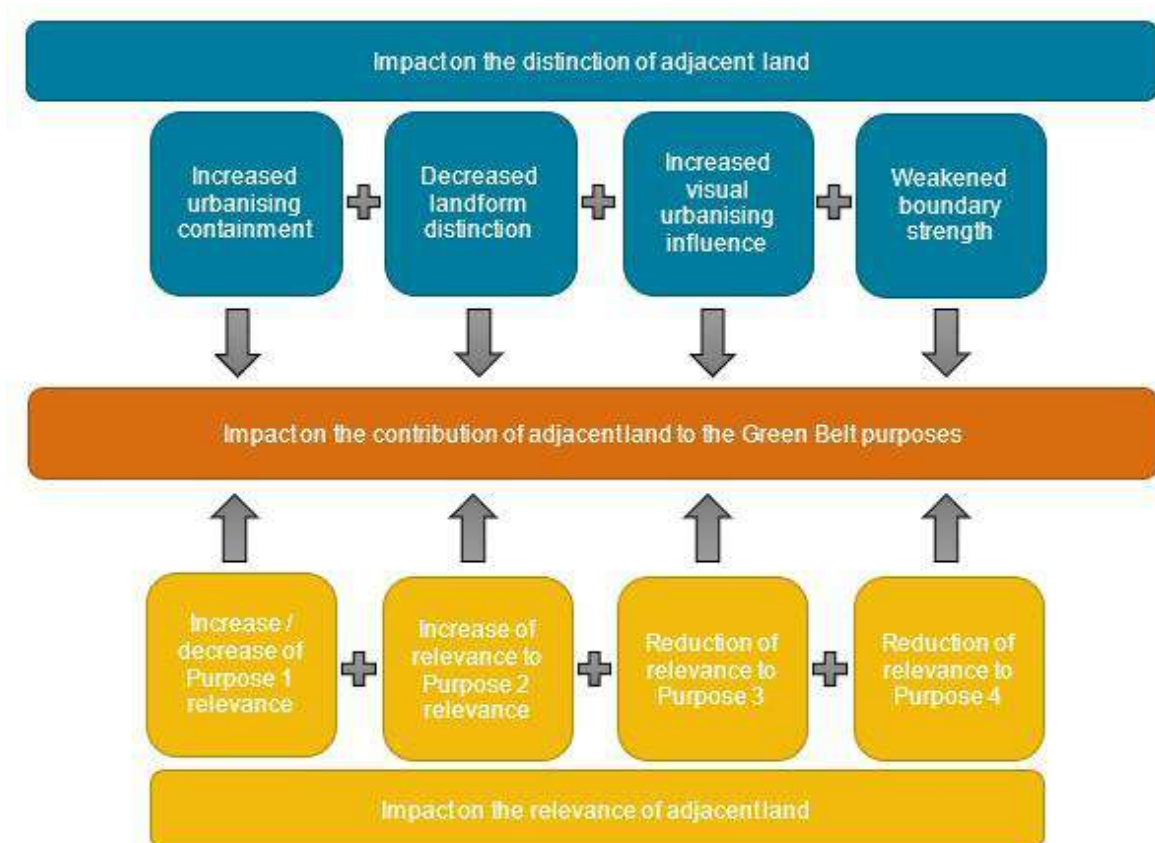 Impact on the distinction of adjacent land
Increased
urbanising
containment
Decreased
landform
distinction
Increased
visual
urbanising
influence
Weakened
boundary
strength
Impact on the contribution of adjacent land to the Green Belt purposes
Increase /
decrease of
Purpose 1
relevance
Increase of
relevance to
Purpose 2
relevance
Reduction of
relevance to
Purpose 3
Reduction of
relevance to
Purpose 4
Impact on the relevance of adjacent land